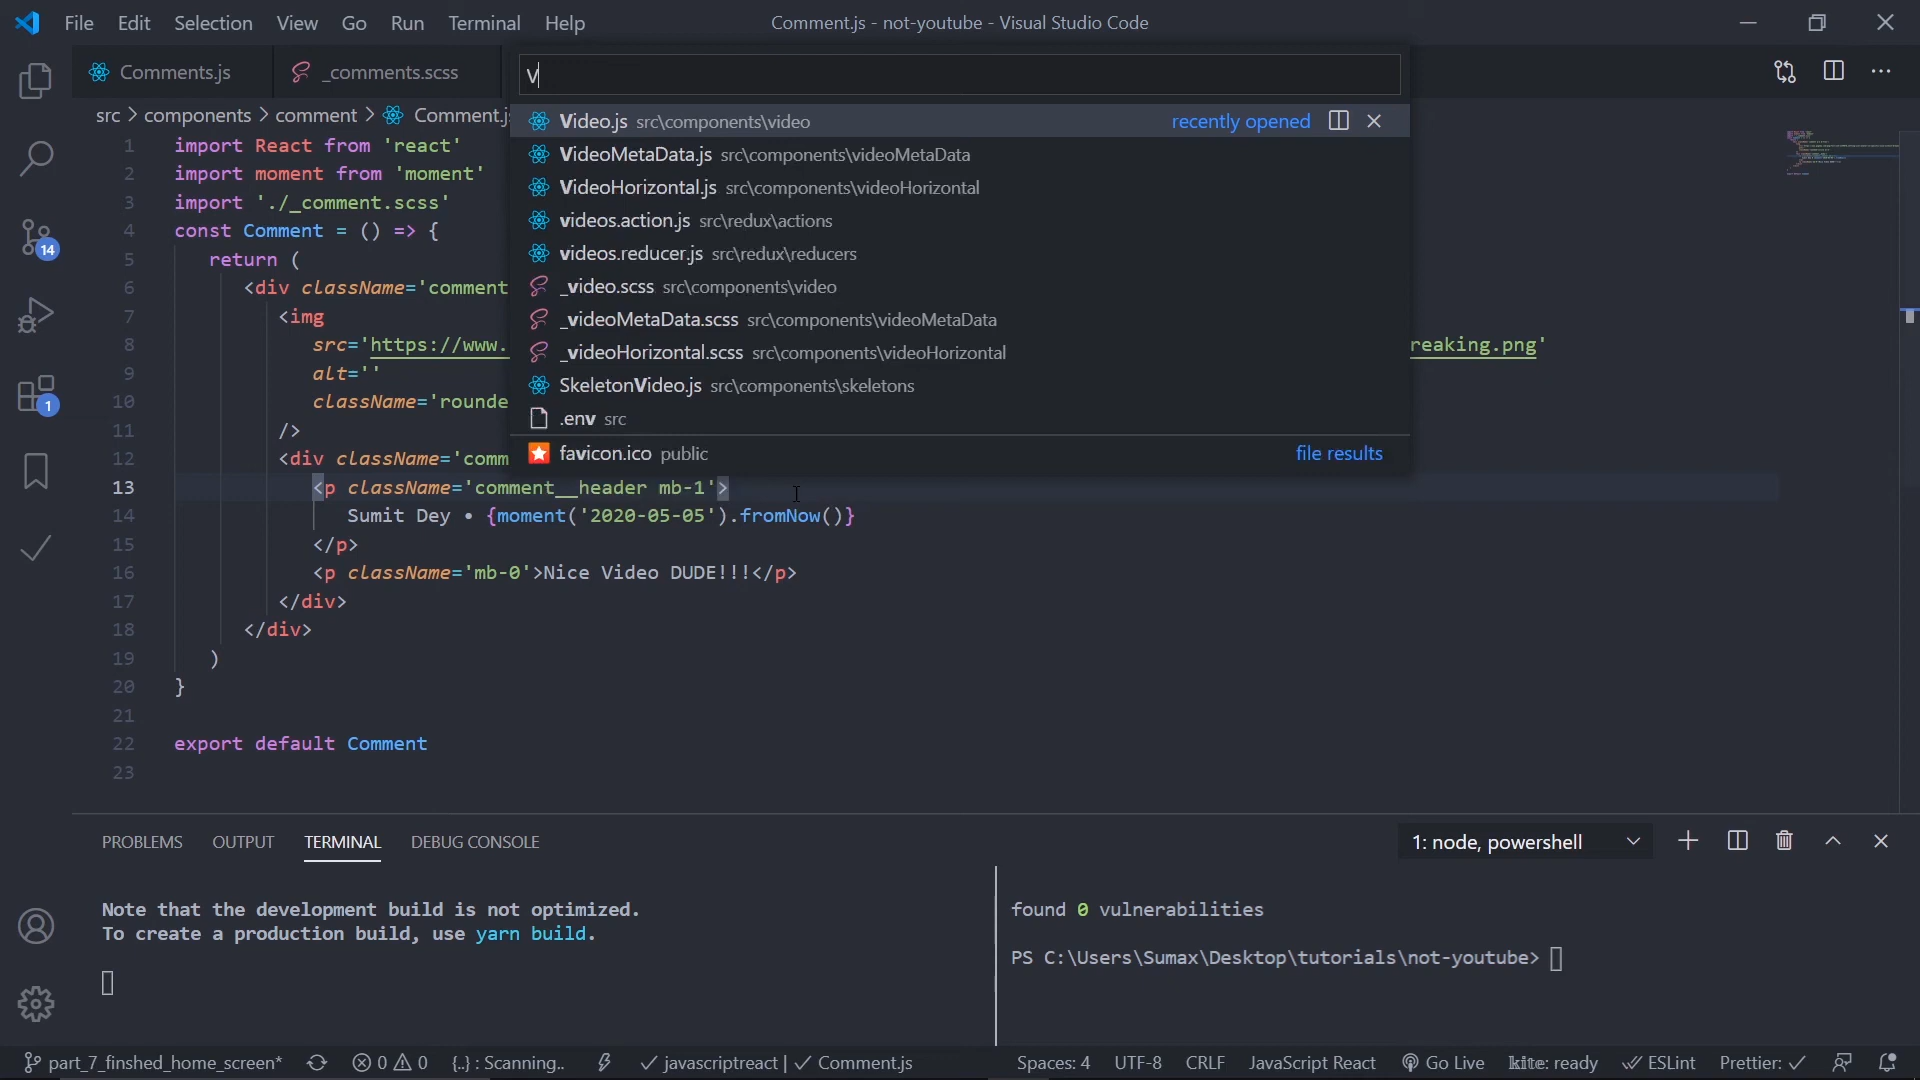 File Edit Selection View Go Run Terminal Help Comment.js - not-youtube - Visual Studio Code
Comments.js _comments.scss
V
src > components > comment > Comment.js
Video.js src\components\video recently opened
VideoMetaData.js src\components\videoMetaData
VideoHorizontal.js src\components\videoHorizontal
videos.action.js src\redux\actions
videos.reducer.js src\redux\reducers
_video.scss src\components\video
_videoMetaData.scss src\components\videoMetaData
_videoHorizontal.scss src\components\videoHorizontal
SkeletonVideo.js src\components\skeletons
.env src
favicon.ico public file results
1 import React from 'react'
2 import moment from 'moment'
3 import './_comment.scss'
4 const Comment = () => {
5 return (
6 <div className='comment
7 <img
8 src='https://www. reaking.png'
9 alt=''
10 className='rounde
11 />
12 <div className='comm
13 <p className='comment__header mb-1'>
14 Sumit Dey • {moment('2020-05-05').fromNow()}
15 </p>
16 <p className='mb-0'>Nice Video DUDE!!!</p>
17 </div>
18 </div>
19 )
20 }
21
22 export default Comment
23
14
1
PROBLEMS OUTPUT TERMINAL DEBUG CONSOLE 1: node, powershell
Note that the development build is not optimized.
To create a production build, use yarn build.
found 0 vulnerabilities
PS C:\Users\Sumax\Desktop\tutorials\not-youtube>
part_7_finshed_home_screen* 0 0 {..} : Scanning.. javascriptreact | Comment.js Spaces: 4 UTF-8 CRLF JavaScript React Go Live kite: ready ESLint Prettier: